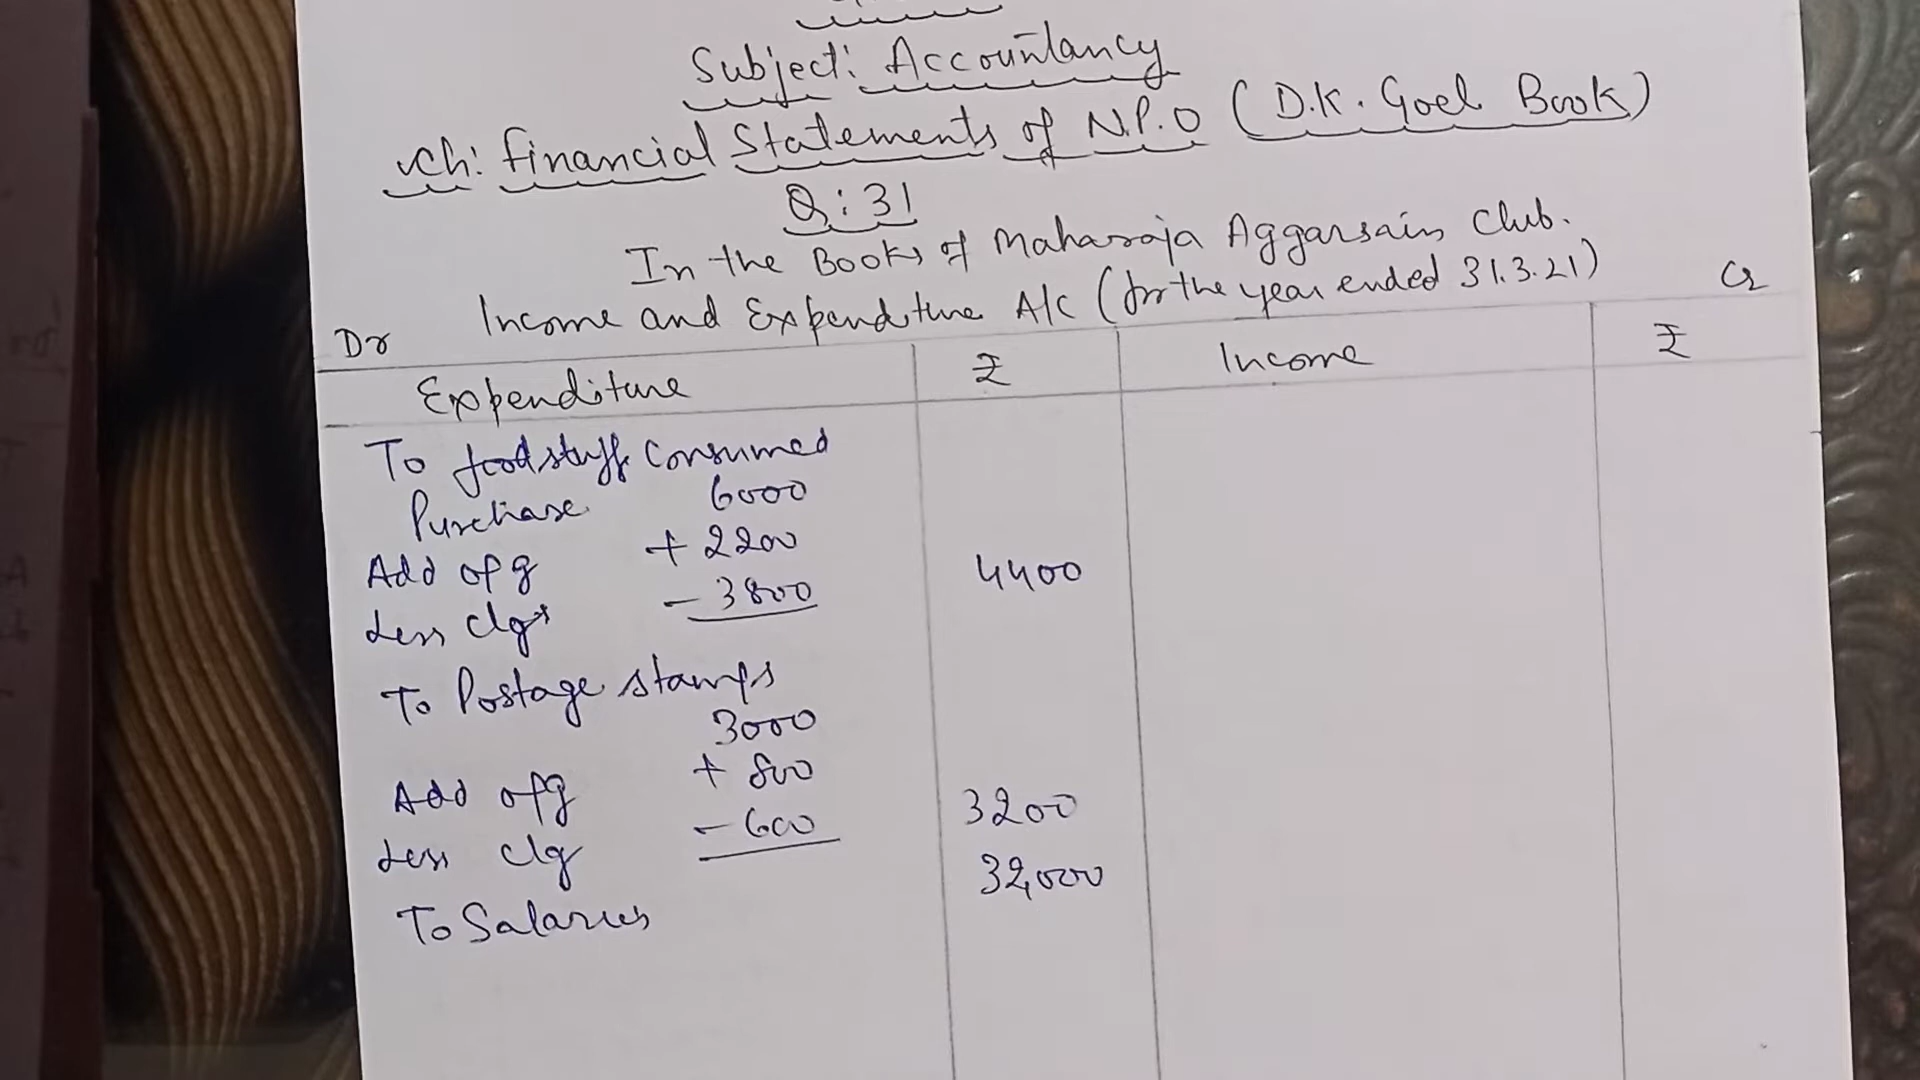 Subject: Accountancy
Ch: Financial Statements of N.P.O (D.K. Goel Book)
Q:31
In the Books of Maharaja Aggarsain Club.
Income and Expenditure A/c (for the year ended 31.3.21)
Dr Cr
Expenditure ₹ Income ₹
To foodstuff consumed
Purchase 6000
Add opg + 2200
Less clg - 3800 4400
To Postage stamps
3000
Add opg + 800
Less clg - 600 3200
To Salaries 32,000